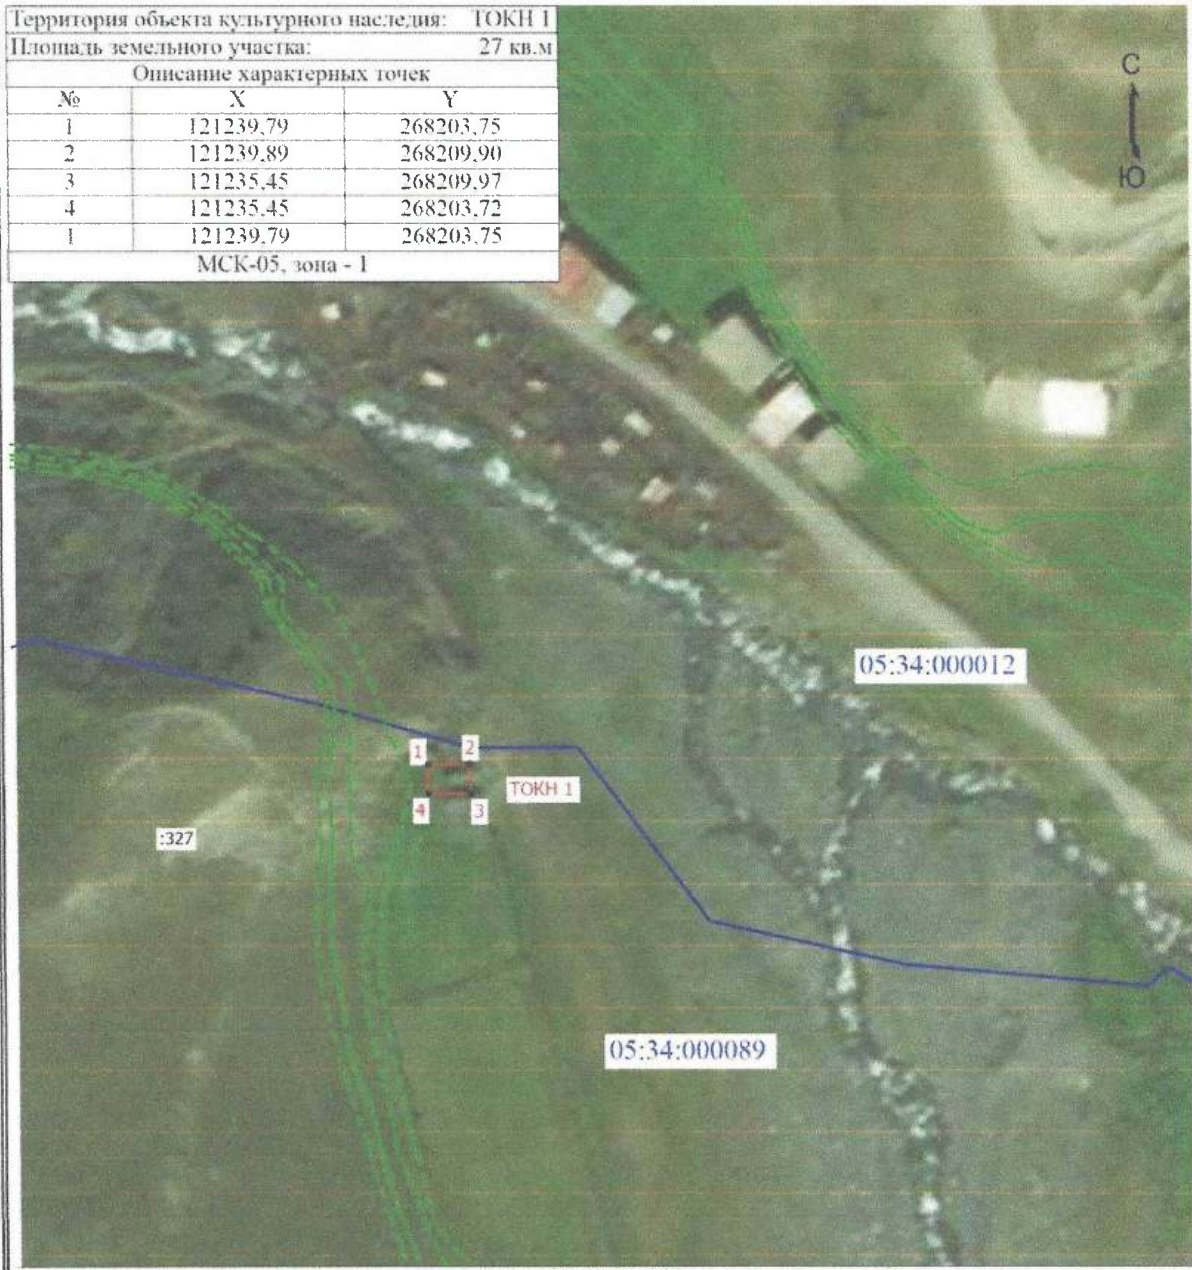 Территория объекта культурного наследия: ТОКН 1
Площадь земельного участка: 27 кв.м
Описание характерных точек
№ X Y
1 121239,79 268203,75
2 121239,89 268209,90
3 121235,45 268209,97
4 121235,45 268203,72
1 121239,79 268203,75
МСК-05, зона - 1
С
Ю
05:34:000012
1 2
ТОКН 1
4 3
:327
05:34:000089